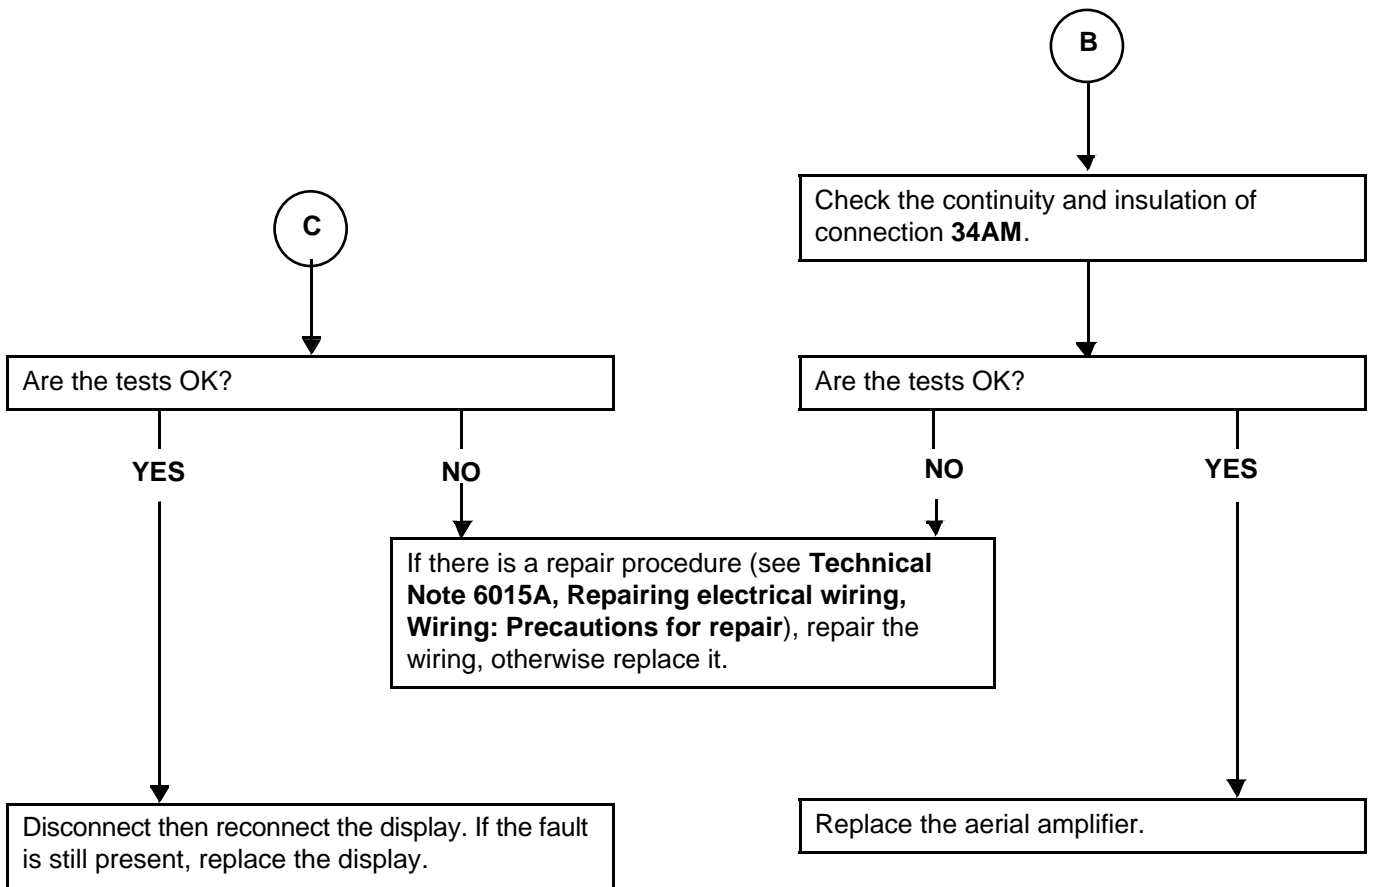 B
Check the continuity and insulation of
connection 34AM.
C
Are the tests OK?
Are the tests OK?
YES
NO
NO
YES
If there is a repair procedure (see Technical
Note 6015A, Repairing electrical wiring,
Wiring: Precautions for repair), repair the
wiring, otherwise replace it.
Disconnect then reconnect the display. If the fault
is still present, replace the display.
Replace the aerial amplifier.